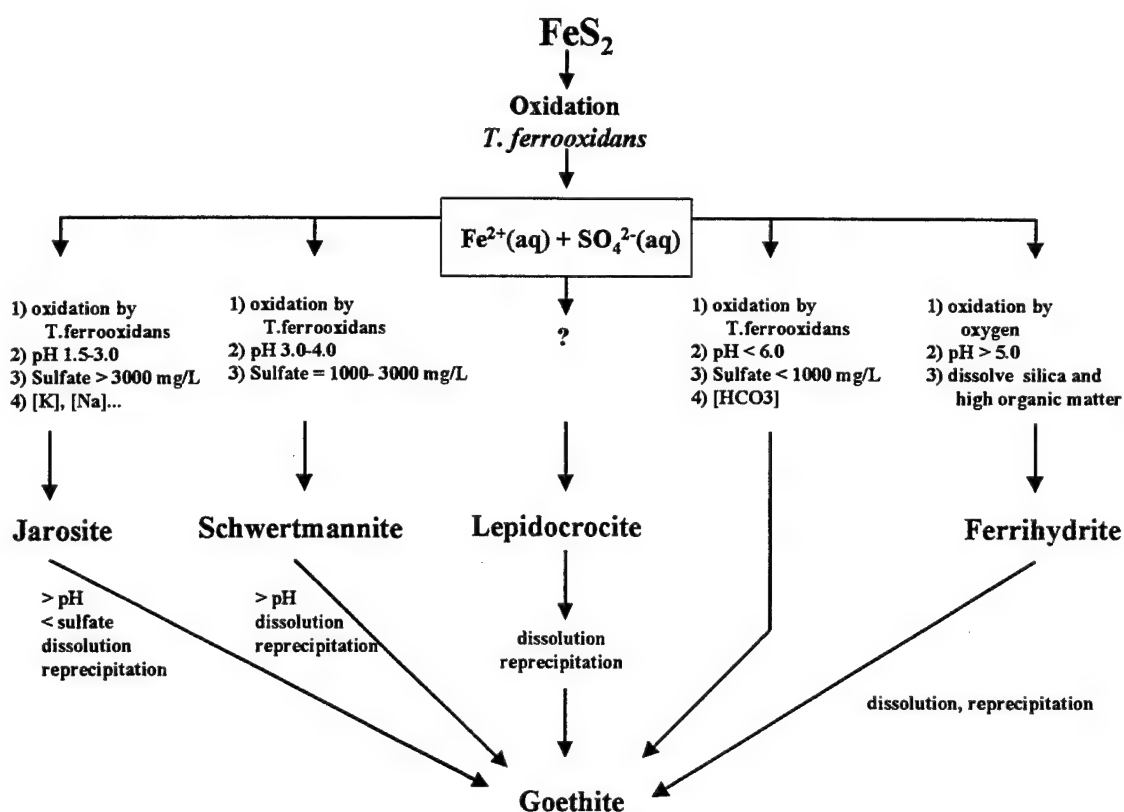 FeS₂
Oxidation
T. ferrooxidans
Fe²⁺(aq) + SO₄²⁻(aq)
1) oxidation by
T.ferrooxidans
2) pH 1.5-3.0
3) Sulfate > 3000 mg/L
4) [K], [Na]...
1) oxidation by
T.ferrooxidans
2) pH 3.0-4.0
3) Sulfate = 1000- 3000 mg/L
?
1) oxidation by
T.ferrooxidans
2) pH < 6.0
3) Sulfate < 1000 mg/L
4) [HCO3]
1) oxidation by
oxygen
2) pH > 5.0
3) dissolve silica and
high organic matter
Jarosite
Schwertmannite
Lepidocrocite
Ferrihydrite
> pH
< sulfate
dissolution
reprecipitation
> pH
dissolution
reprecipitation
dissolution
reprecipitation
dissolution, reprecipitation
Goethite